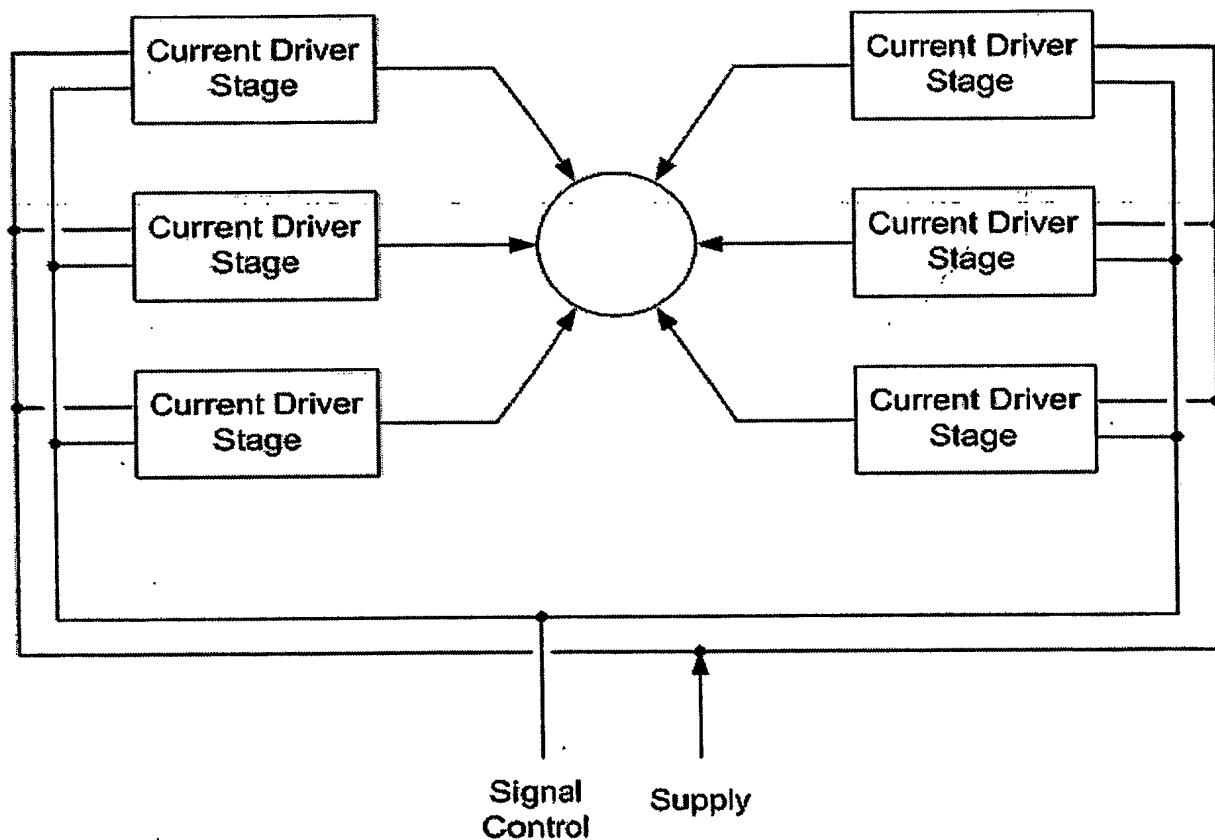 Current Driver
Stage
Current Driver
Stage
Current Driver
Stage
Current Driver
Stage
Current Driver
Stage
Current Driver
Stage
Signal
Control
Supply